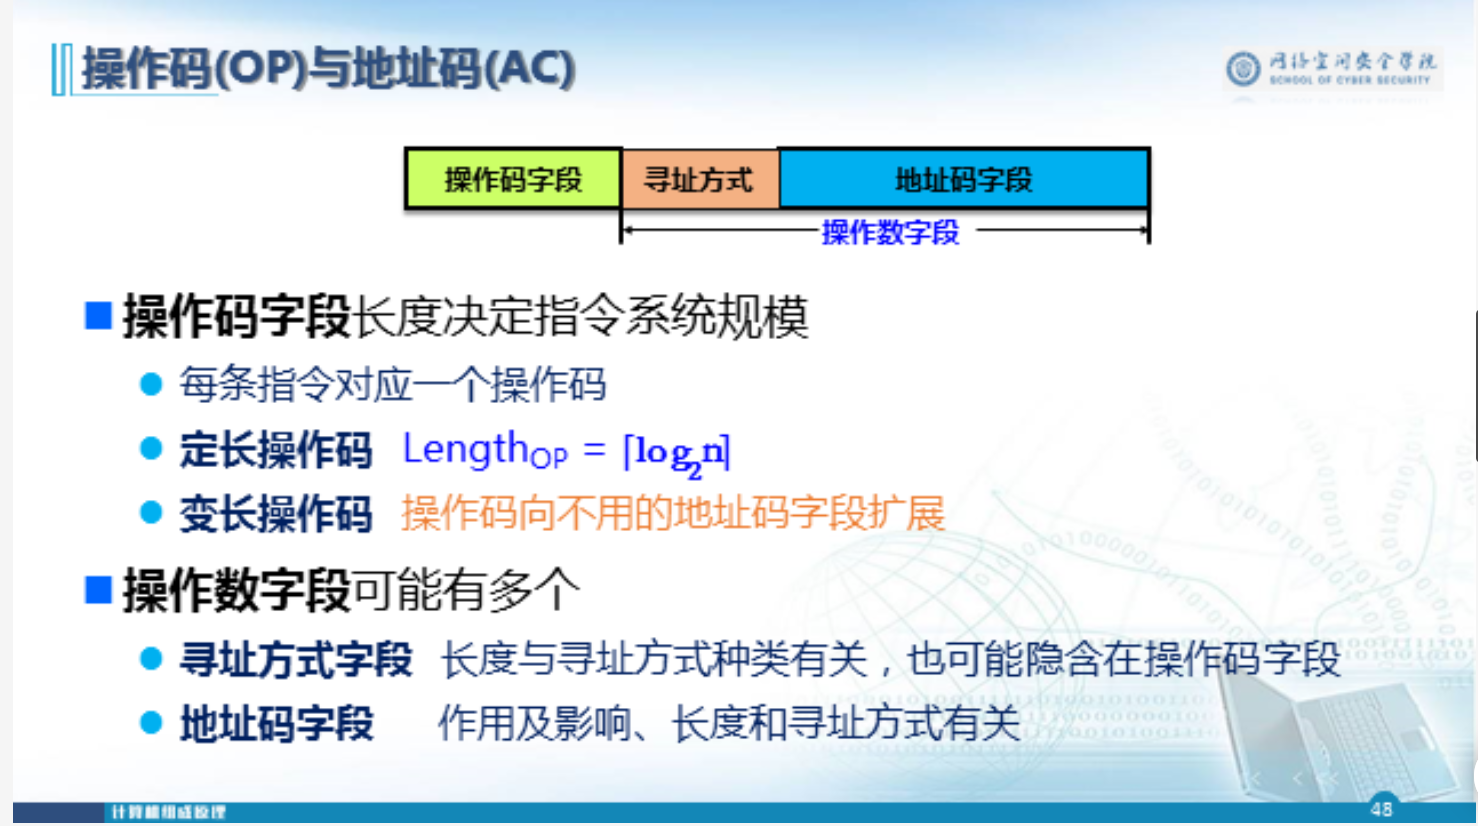 操作码(OP)与地址码(AC)
网络空间安全学院
SCHOOL OF CYBER SECURITY
操作码字段 寻址方式 地址码字段
操作数字段
操作码字段长度决定指令系统规模
每条指令对应一个操作码
定长操作码 LengthOP = ⌈log2n⌉
变长操作码 操作码向不用的地址码字段扩展
操作数字段可能有多个
寻址方式字段 长度与寻址方式种类有关，也可能隐含在操作码字段
地址码字段 作用及影响、长度和寻址方式有关
计算机组成原理
48